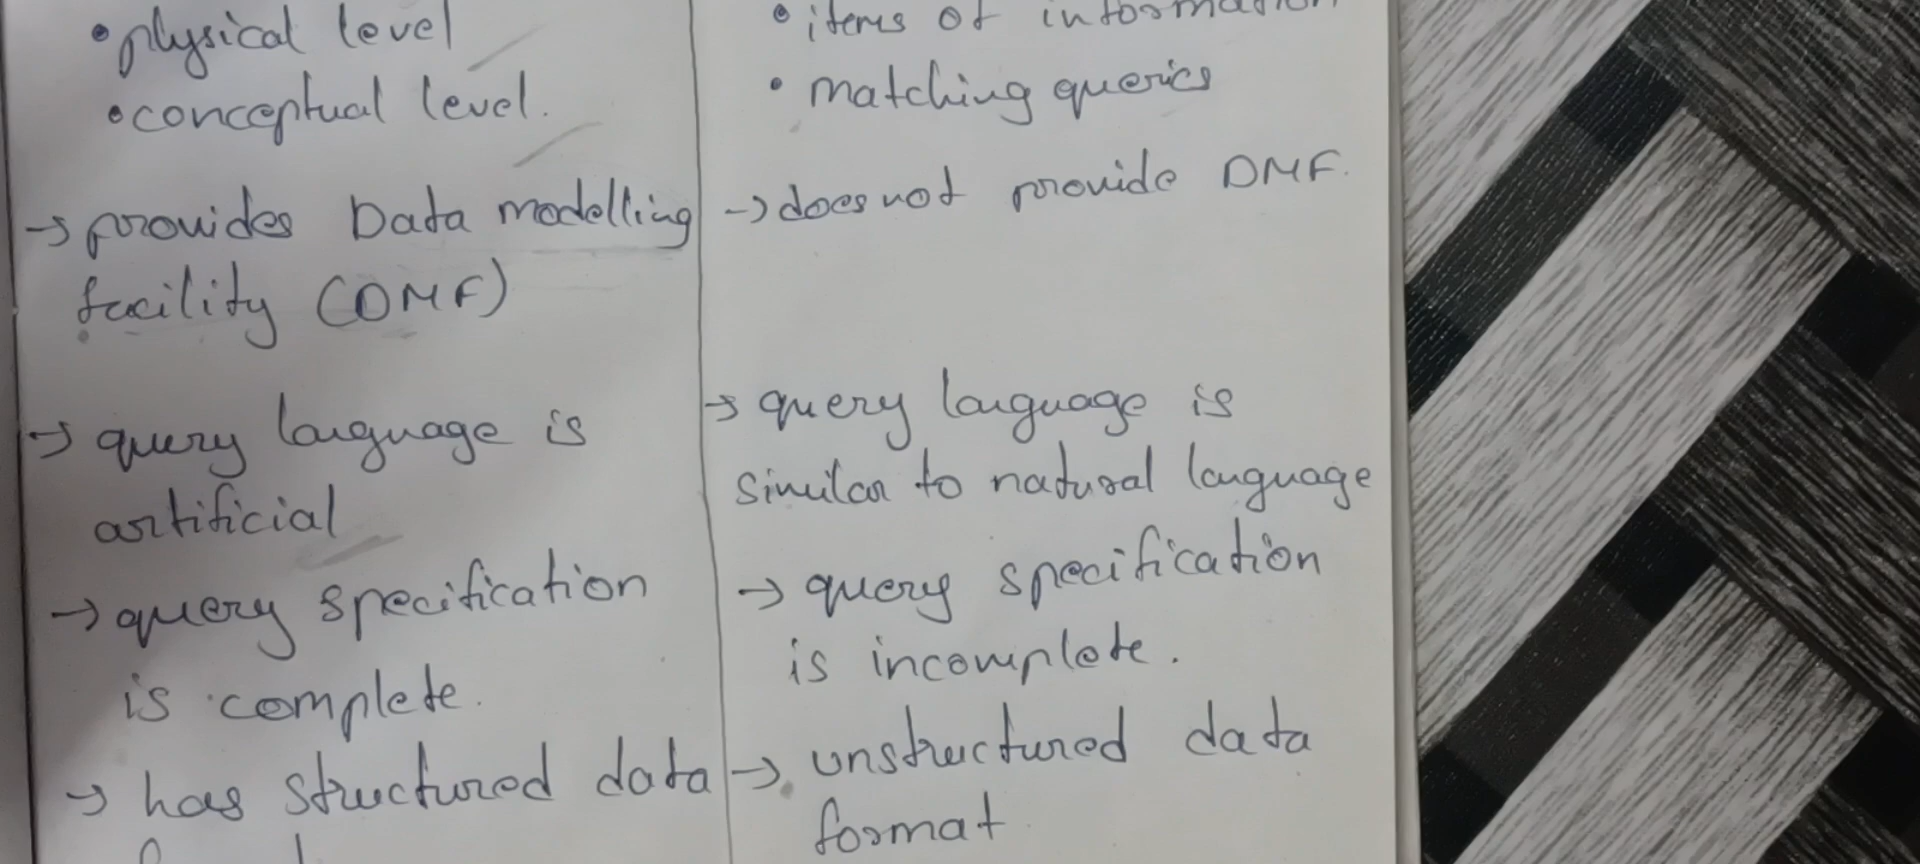 • physical level
• conceptual level.
→ provides Data modelling
facility (DMF)
→ query language is
artificial
→ query specification
is complete.
→ has structured data
• items of information
• matching queries
→ does not provide DMF.
→ query language is
similar to natural language
→ query specification
is incomplete.
→ unstructured data
format